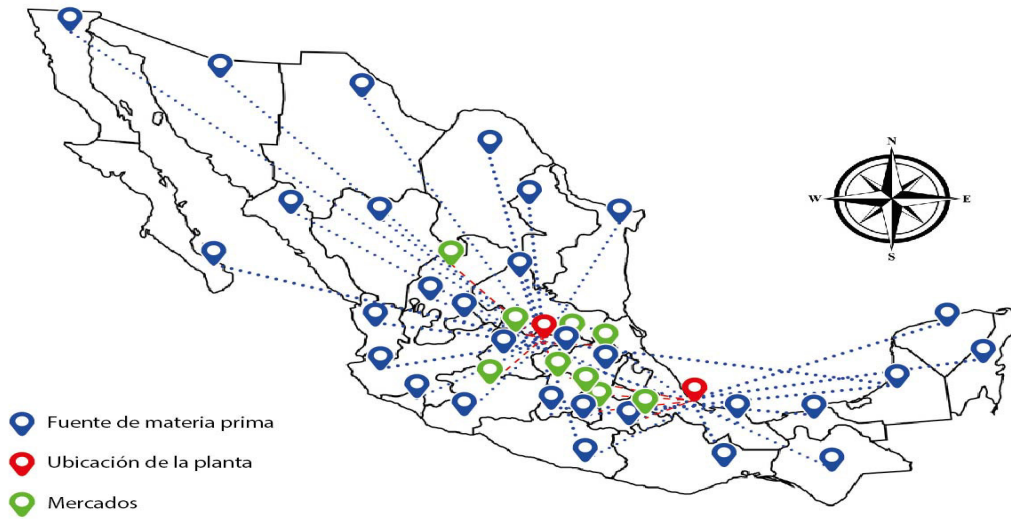 N
W
E
S
Fuente de materia prima
Ubicación de la planta
Mercados